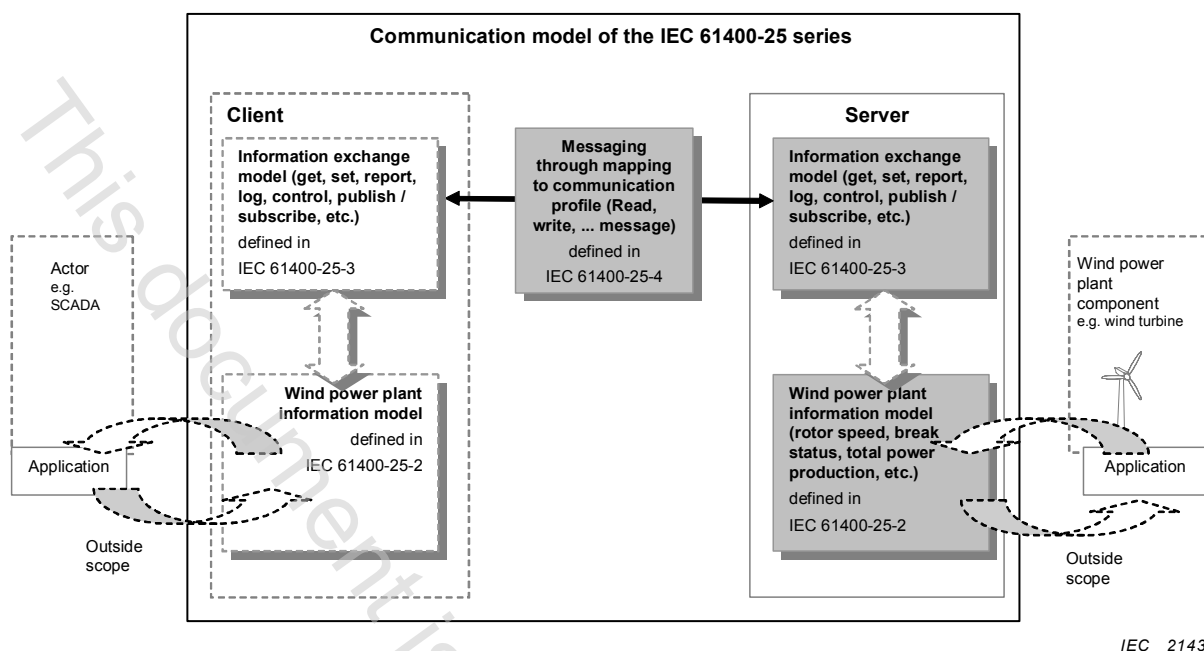 Communication model of the IEC 61400-25 series
Client
Information exchange
model (get, set, report,
log, control, publish /
subscribe, etc.)
defined in
IEC 61400-25-3
Wind power plant
information model
defined in
IEC 61400-25-2
Messaging
through mapping
to communication
profile (Read,
write, ... message)
defined in
IEC 61400-25-4
Server
Information exchange
model (get, set, report,
log, control, publish /
subscribe, etc.)
defined in
IEC 61400-25-3
Wind power plant
information model
(rotor speed, break
status, total power
production, etc.)
defined in
IEC 61400-25-2
Actor
e.g.
SCADA
Application
Outside
scope
Wind power
plant
component
e.g. wind turbine
Application
Outside
scope
This document is
IEC 2143